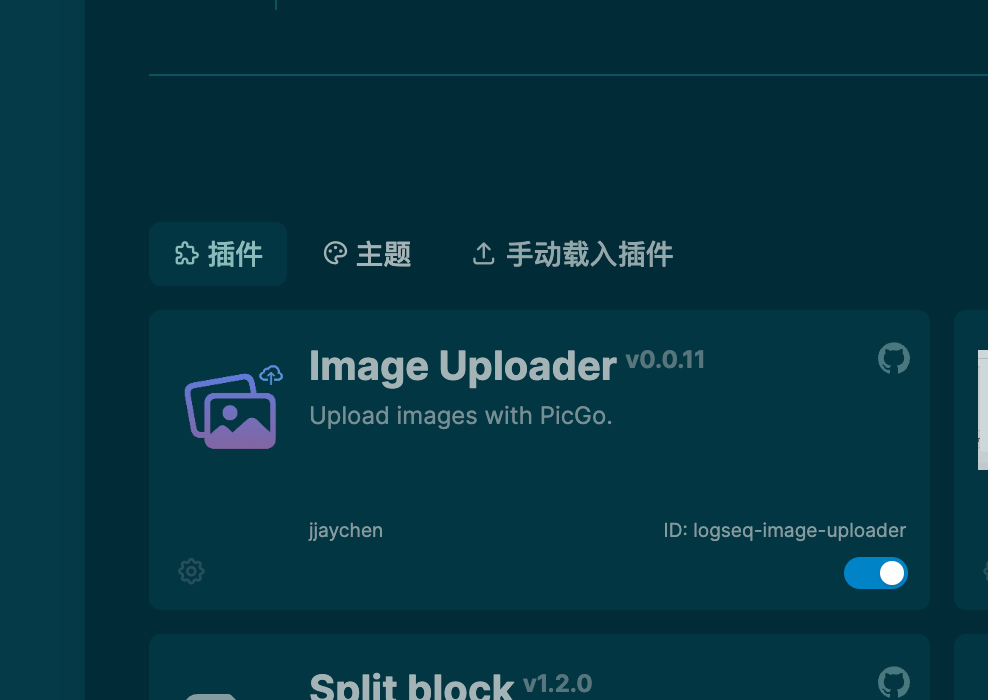 插件 主题 手动载入插件
Image Uploader v0.0.11
Upload images with PicGo.
jjaychen ID: logseq-image-uploader
Split block v1.2.0